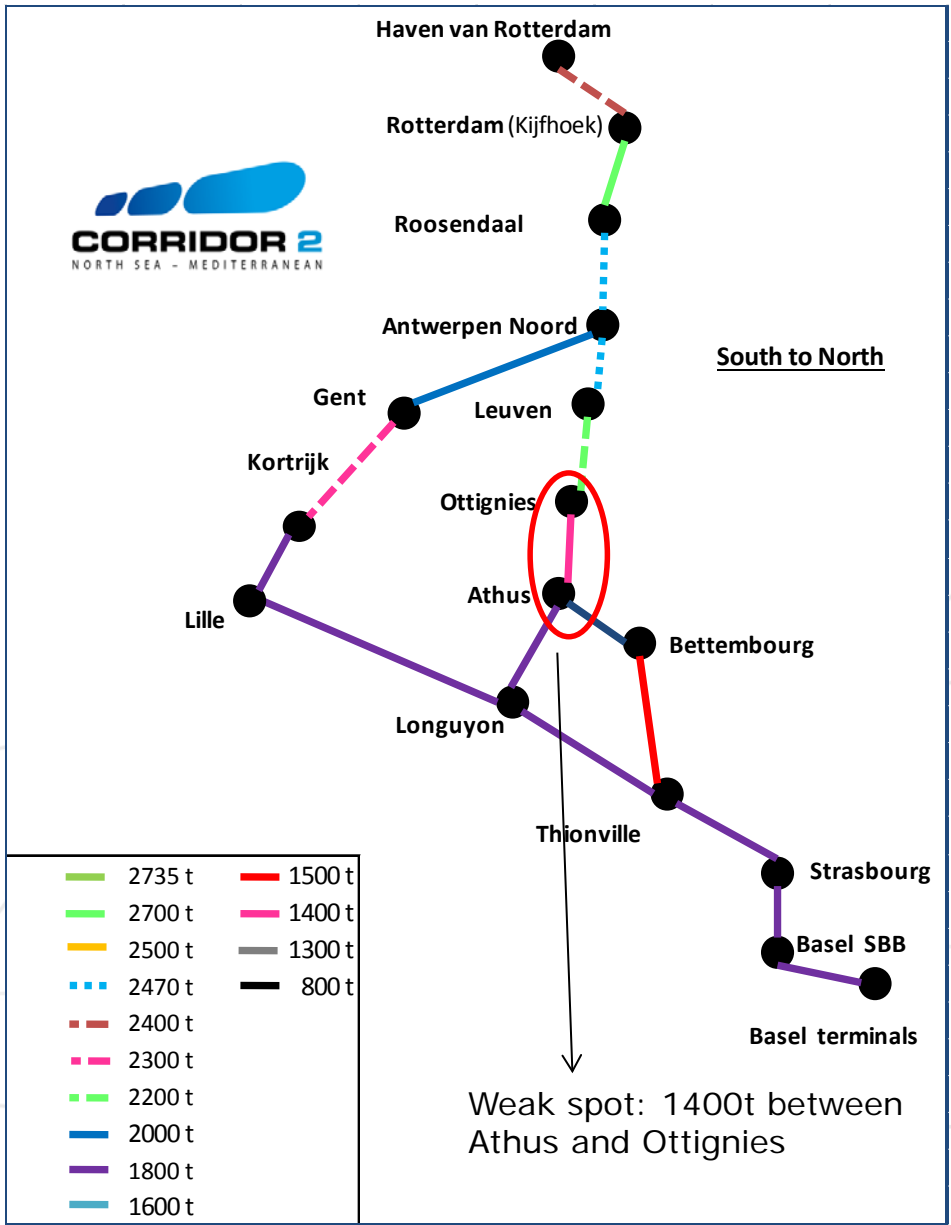 Haven van Rotterdam
Rotterdam (Kijfhoek)
Roosendaal
CORRIDOR 2
NORTH SEA – MEDITERRANEAN
Antwerpen Noord
South to North
Gent
Leuven
Kortrijk
Ottignies
Athus
Lille
Bettembourg
Longuyon
Thionville
Strasbourg
Basel SBB
Basel terminals
2735 t
2700 t
2500 t
2470 t
2400 t
2300 t
2200 t
2000 t
1800 t
1600 t
1500 t
1400 t
1300 t
800 t
Weak spot: 1400t between
Athus and Ottignies